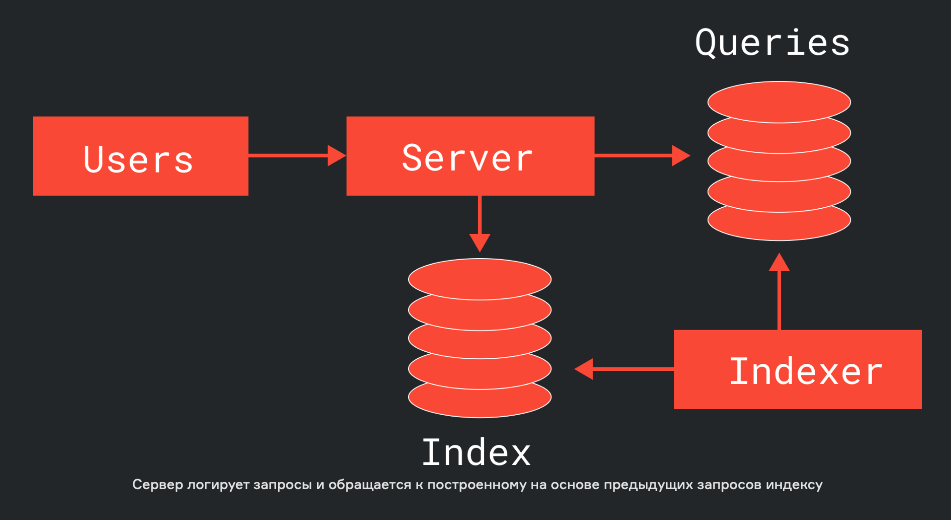 Queries
Users
Server
Indexer
Index
Сервер логирует запросы и обращается к построенному на основе предыдущих запросов индексу